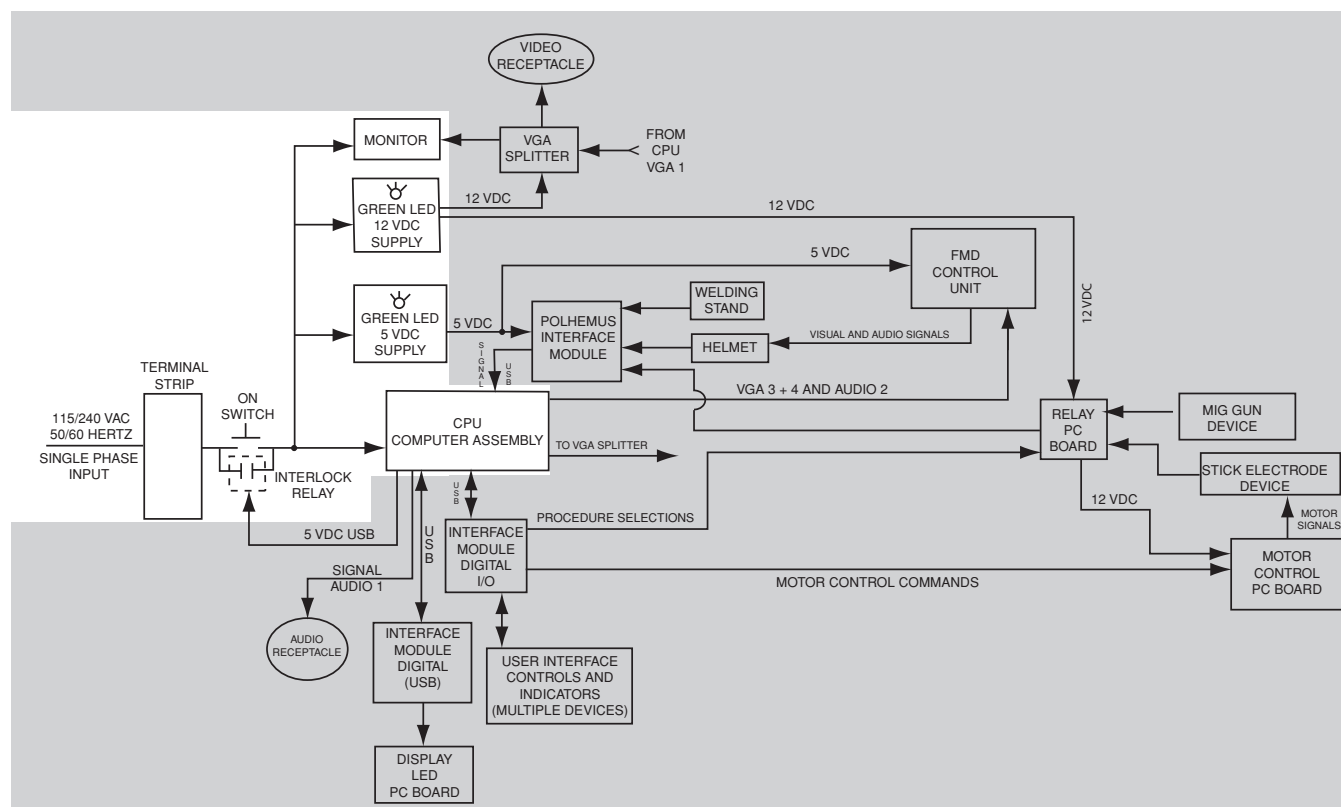 VIDEO
RECEPTACLE
MONITOR
VGA
SPLITTER
FROM
CPU
VGA 1
GREEN LED
12 VDC
SUPPLY
12 VDC
12 VDC
12 VDC
GREEN LED
5 VDC
SUPPLY
5 VDC
5 VDC
FMD
CONTROL
UNIT
WELDING
STAND
POLHEMUS
INTERFACE
MODULE
HELMET
VISUAL AND AUDIO SIGNALS
SIGNAL
USB
TERMINAL
STRIP
115/240 VAC
50/60 HERTZ
SINGLE PHASE
INPUT
ON
SWITCH
INTERLOCK
RELAY
CPU
COMPUTER ASSEMBLY
VGA 3 + 4 AND AUDIO 2
TO VGA SPLITTER
RELAY
PC
BOARD
MIG GUN
DEVICE
STICK ELECTRODE
DEVICE
12 VDC
MOTOR
SIGNALS
5 VDC USB
USB
USB
PROCEDURE SELECTIONS
INTERFACE
MODULE
DIGITAL
I/O
MOTOR CONTROL COMMANDS
MOTOR
CONTROL
PC BOARD
SIGNAL
AUDIO 1
AUDIO
RECEPTACLE
INTERFACE
MODULE
DIGITAL
(USB)
USER INTERFACE
CONTROLS AND
INDICATORS
(MULTIPLE DEVICES)
DISPLAY
LED
PC BOARD